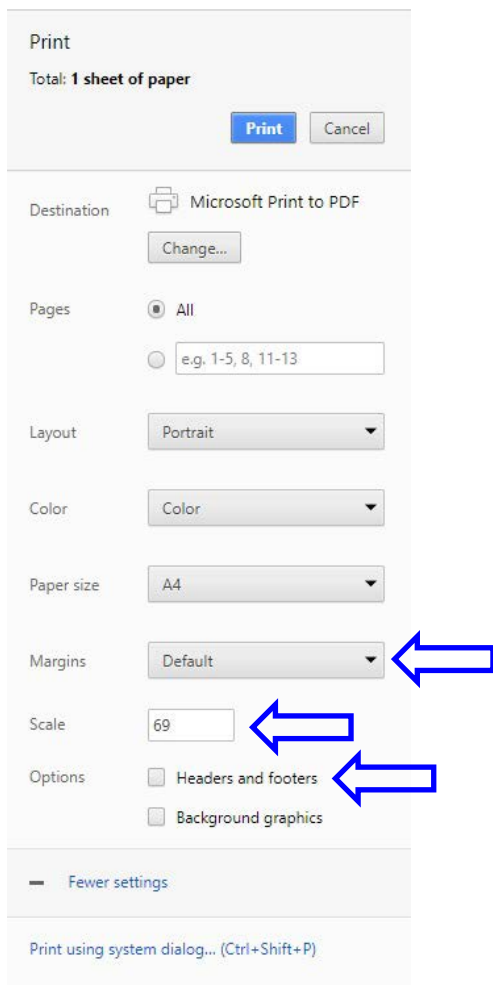 Print
Total: 1 sheet of paper
Print Cancel
Destination Microsoft Print to PDF
Change...
Pages All
e.g. 1-5, 8, 11-13
Layout Portrait
Color Color
Paper size A4
Margins Default
Scale 69
Options Headers and footers
Background graphics
Fewer settings
Print using system dialog... (Ctrl+Shift+P)